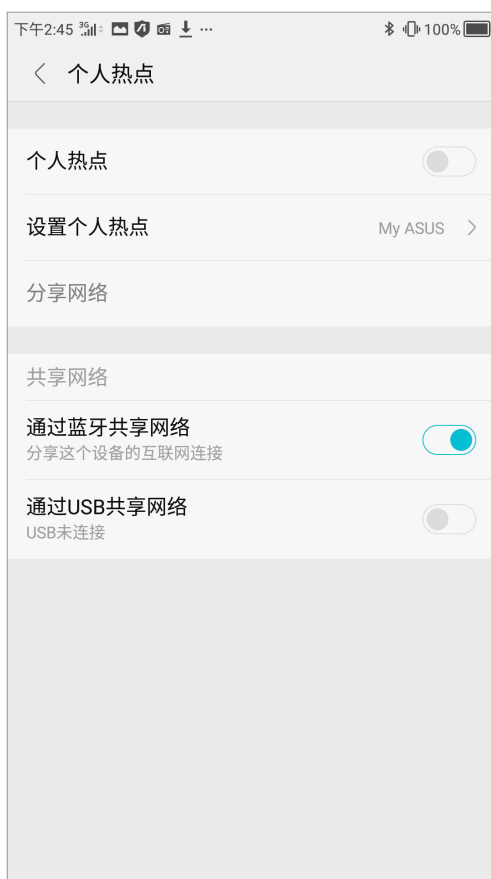 下午2:45 3G ... 100%
个人热点
个人热点
设置个人热点 My ASUS
分享网络
共享网络
通过蓝牙共享网络
分享这个设备的互联网连接
通过USB共享网络
USB未连接